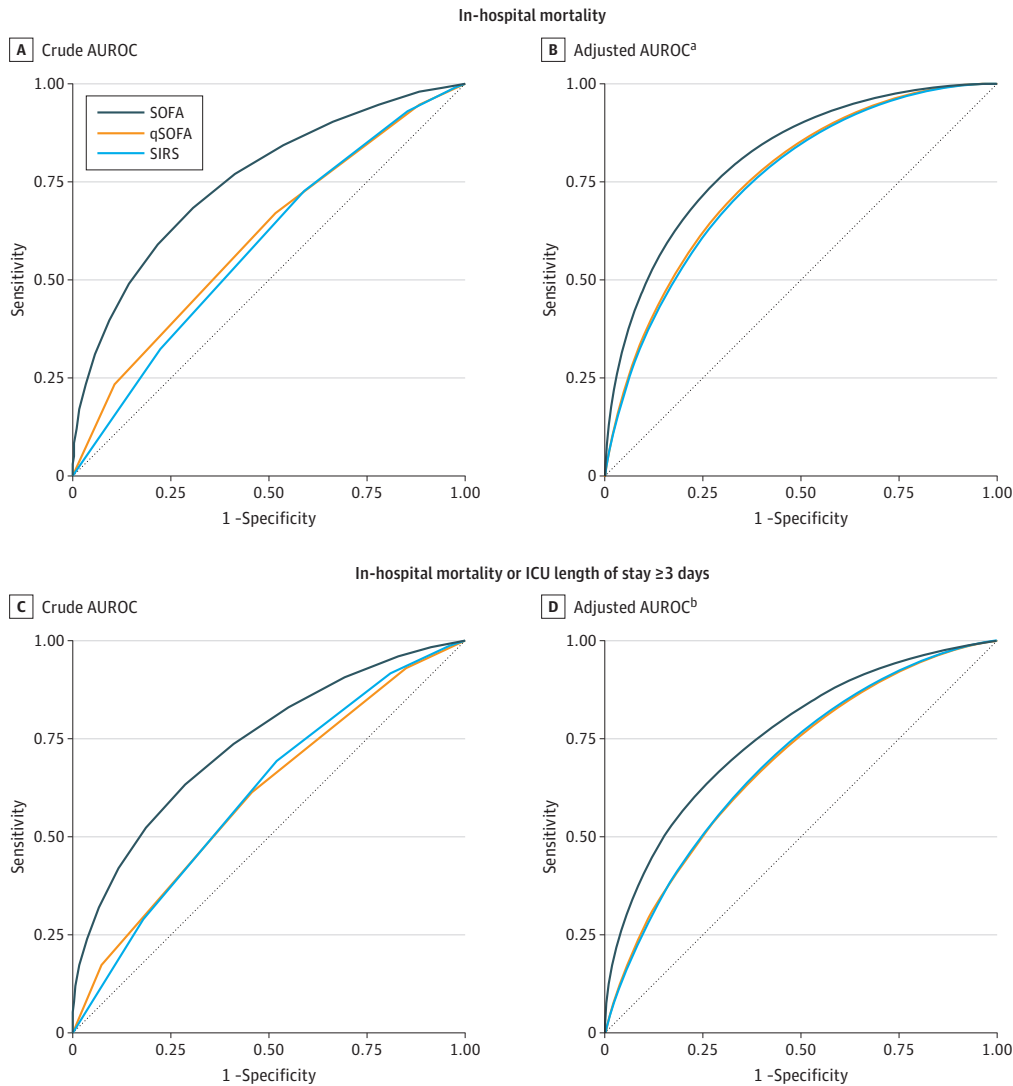 In-hospital mortality
A Crude AUROC
SOFA
qSOFA
SIRS
1.00
0.75
0.50
0.25
0
Sensitivity
0 0.25 0.50 0.75 1.00
1 -Specificity
B Adjusted AUROCᵃ
1.00
0.75
0.50
0.25
0
Sensitivity
0 0.25 0.50 0.75 1.00
1 -Specificity
In-hospital mortality or ICU length of stay ≥3 days
C Crude AUROC
1.00
0.75
0.50
0.25
0
Sensitivity
0 0.25 0.50 0.75 1.00
1 -Specificity
D Adjusted AUROCᵇ
1.00
0.75
0.50
0.25
0
Sensitivity
0 0.25 0.50 0.75 1.00
1 -Specificity